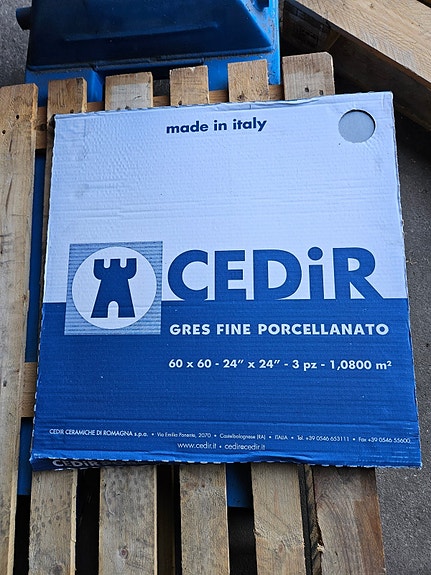 made in italy
CEDiR
GRES FINE PORCELLANATO
60 x 60 - 24” x 24” - 3 pz - 1,0800 m²
CEDIR CERAMICHE DI ROMAGNA s.p.a. • Via Emilia Ponente, 2070 • Castelbolognese (RA) • ITALIA • Tel. +39 0546 653111 • Fax +39 0546 55600
www.cedir.it • cedir@cedir.it
CEDIR